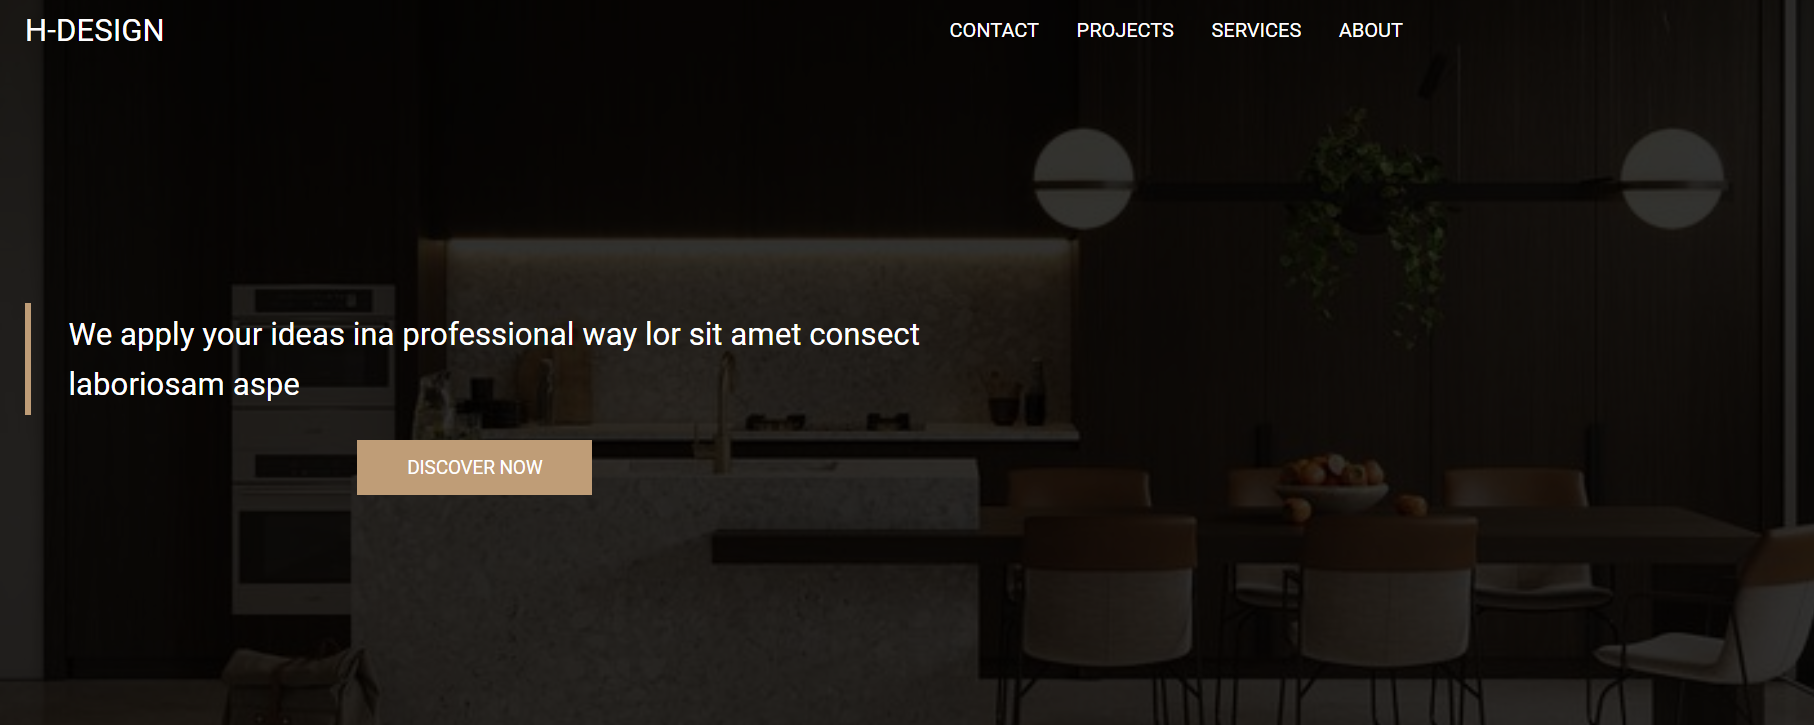 H-DESIGN
CONTACT PROJECTS SERVICES ABOUT
We apply your ideas ina professional way lor sit amet consect
laboriosam aspe
DISCOVER NOW